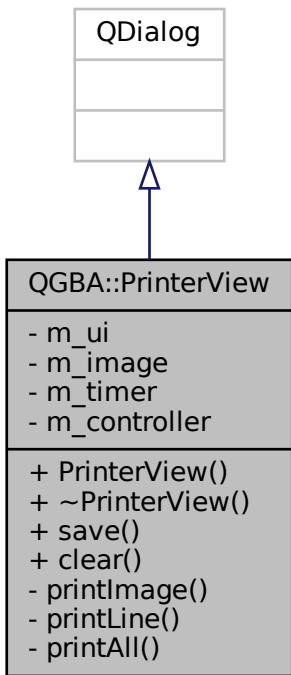 QDialog
QGBA::PrinterView
- m_ui
- m_image
- m_timer
- m_controller
+ PrinterView()
+ ~PrinterView()
+ save()
+ clear()
- printImage()
- printLine()
- printAll()